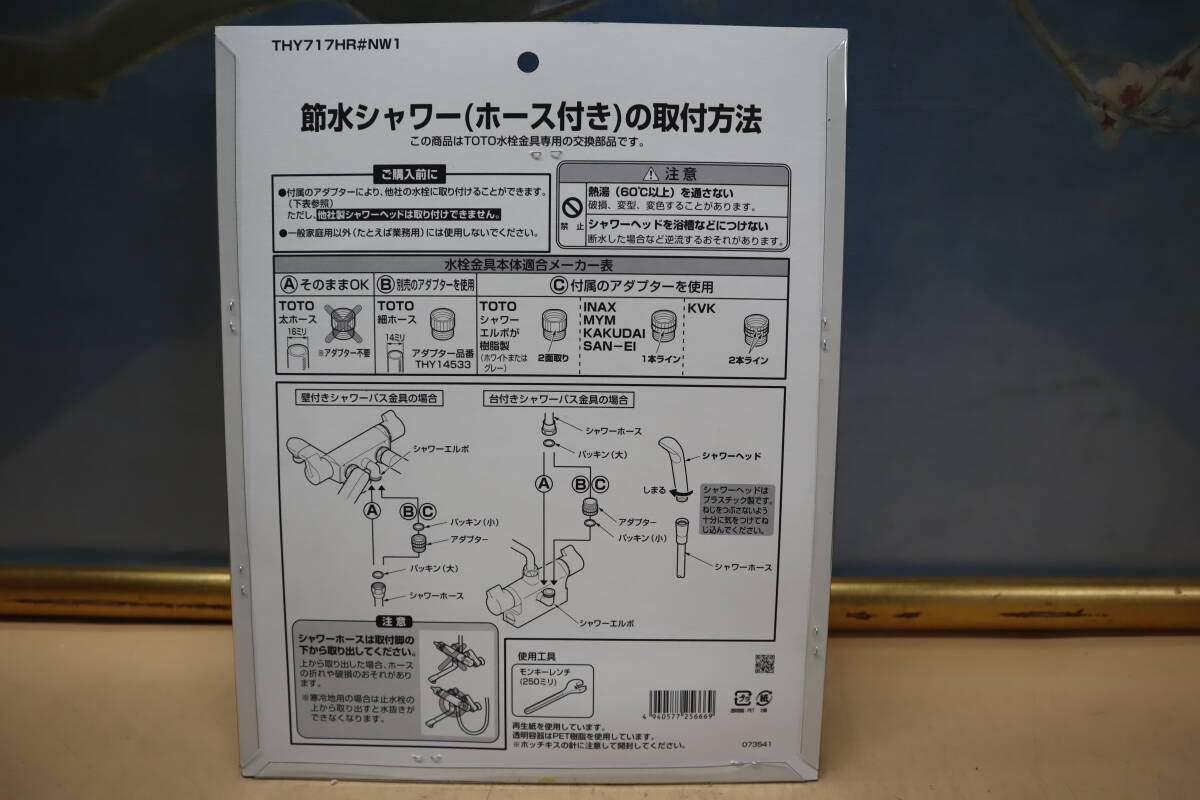 THY717HR#NW1
節水シャワー(ホース付き)の取付方法
この商品はTOTO水栓金具専用の交換部品です。
ご購入前に
●付属のアダプターにより、他社の水栓に取り付けることができます。
(下表参照)
ただし、他社製シャワーヘッドは取り付けできません。
●一般家庭用以外(たとえば業務用)には使用しないでください。
⚠ 注意
禁止
熱湯(60℃以上)を通さない
破損、変型、変色することがあります。
シャワーヘッドを浴槽などにつけない
断水した場合など逆流するおそれがあります。
水栓金具本体適合メーカー表
Ⓐ そのままOK
Ⓑ 別売のアダプターを使用
Ⓒ 付属のアダプターを使用
TOTO
太ホース
16ミリ
※アダプター不要
TOTO
細ホース
14ミリ
アダプター品番
THY14533
TOTO
シャワー
エルボが
樹脂製
(ホワイトまたは
グレー)
2面取り
INAX
MYM
KAKUDAI
SAN-EI
1本ライン
KVK
2本ライン
壁付きシャワーバス金具の場合
シャワーエルボ
Ⓐ
Ⓑ Ⓒ
パッキン(小)
アダプター
パッキン(大)
シャワーホース
台付きシャワーバス金具の場合
シャワーホース
パッキン(大)
Ⓐ
Ⓑ Ⓒ
アダプター
パッキン(小)
シャワーエルボ
シャワーヘッド
しまる
シャワーヘッドは
プラスチック製です。
ねじをつぶさないよう
十分に気をつけてね
じ込んでください。
シャワーホース
注意
シャワーホースは取付脚の
下から取り出してください。
上から取り出した場合、ホース
の折れや破損のおそれがあり
ます。
※寒冷地用の場合は止水栓の
上から取り出すと水抜きが
できなくなります。
使用工具
モンキーレンチ
(250ミリ)
再生紙を使用しています。
透明容器はPET樹脂を使用しています。
※ホッチキスの針に注意して開封してください。
4 940577 256669
プラ
PET
紙
073541